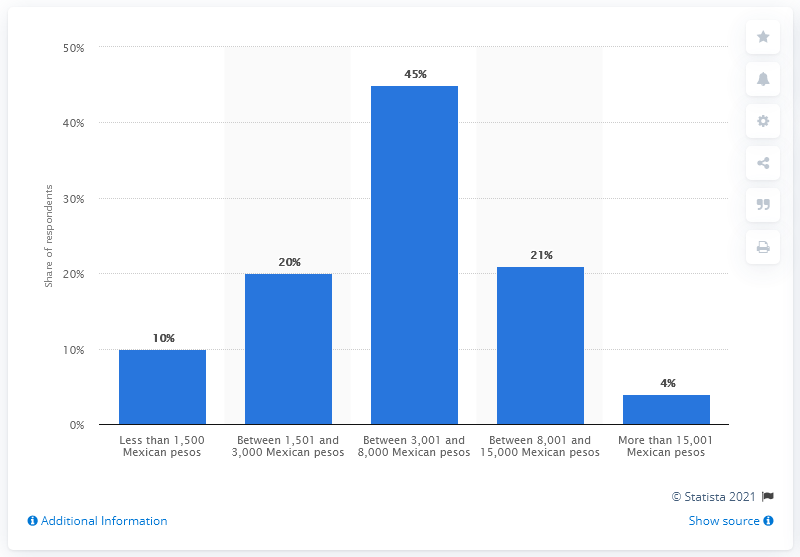 50%
40%
30%
20%
10%
0%
Share of respondents
10%
20%
45%
21%
4%
Less than 1,500
Mexican pesos
Between 1,501 and
3,000 Mexican pesos
Between 3,001 and
8,000 Mexican pesos
Between 8,001 and
15,000 Mexican pesos
More than 15,001
Mexican pesos
© Statista 2021
Additional Information
Show source